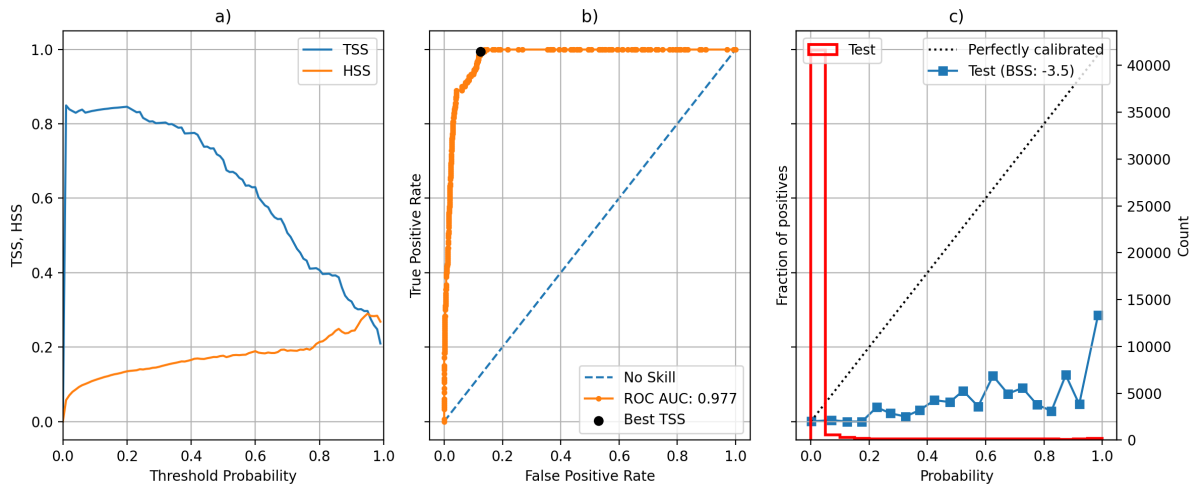 a)
TSS
HSS
1.0
0.8
0.6
0.4
0.2
0.0
TSS, HSS
0.0 0.2 0.4 0.6 0.8 1.0
Threshold Probability
b)
True Positive Rate
No Skill
ROC AUC: 0.977
Best TSS
0.0 0.2 0.4 0.6 0.8 1.0
False Positive Rate
c)
Test
Perfectly calibrated
Test (BSS: -3.5)
Fraction of positives
40000
35000
30000
25000
20000
15000
10000
5000
0
Count
0.0 0.2 0.4 0.6 0.8 1.0
Probability